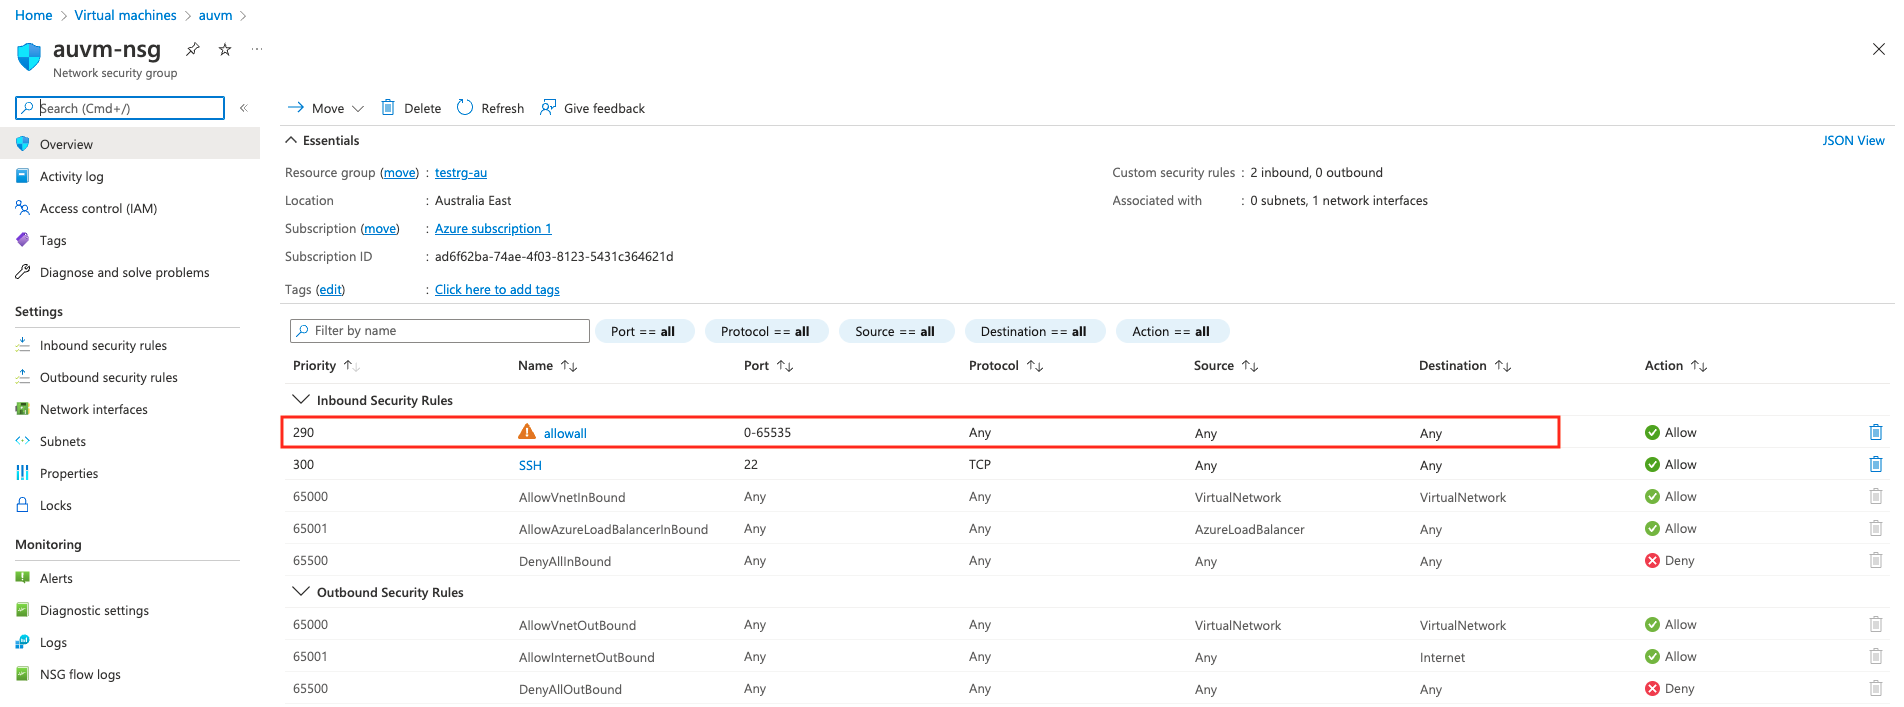 Home > Virtual machines > auvm >
auvm-nsg
Network security group
Search (Cmd+/)
Move Delete Refresh Give feedback
Overview
Activity log
Access control (IAM)
Tags
Diagnose and solve problems
Settings
Inbound security rules
Outbound security rules
Network interfaces
Subnets
Properties
Locks
Monitoring
Alerts
Diagnostic settings
Logs
NSG flow logs
Essentials JSON View
Resource group (move) : testrg-au
Location : Australia East
Subscription (move) : Azure subscription 1
Subscription ID : ad6f62ba-74ae-4f03-8123-5431c364621d
Tags (edit) : Click here to add tags
Custom security rules : 2 inbound, 0 outbound
Associated with : 0 subnets, 1 network interfaces
Filter by name Port == all Protocol == all Source == all Destination == all Action == all
Priority Name Port Protocol Source Destination Action
Inbound Security Rules
290 allowall 0-65535 Any Any Any Allow
300 SSH 22 TCP Any Any Allow
65000 AllowVnetInBound Any Any VirtualNetwork VirtualNetwork Allow
65001 AllowAzureLoadBalancerInBound Any Any AzureLoadBalancer Any Allow
65500 DenyAllInBound Any Any Any Any Deny
Outbound Security Rules
65000 AllowVnetOutBound Any Any VirtualNetwork VirtualNetwork Allow
65001 AllowInternetOutBound Any Any Any Internet Allow
65500 DenyAllOutBound Any Any Any Any Deny